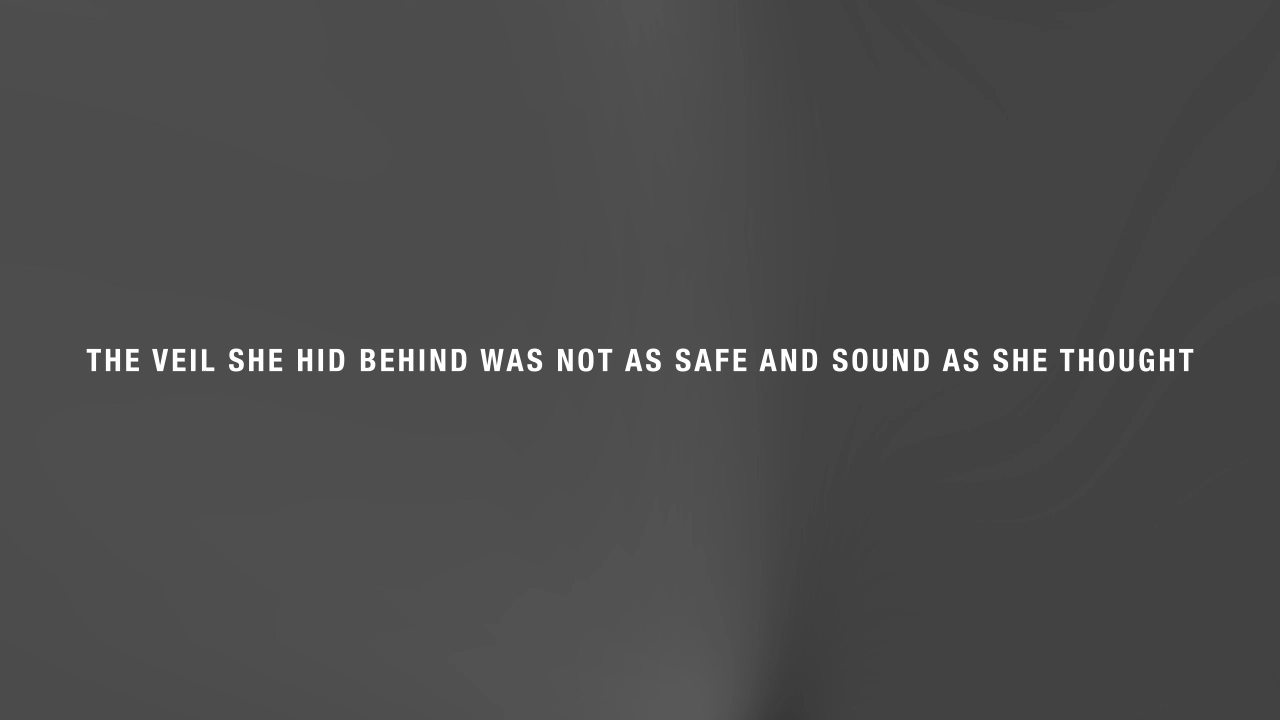 THE VEIL SHE HID BEHIND WAS NOT AS SAFE AND SOUND AS SHE THOUGHT